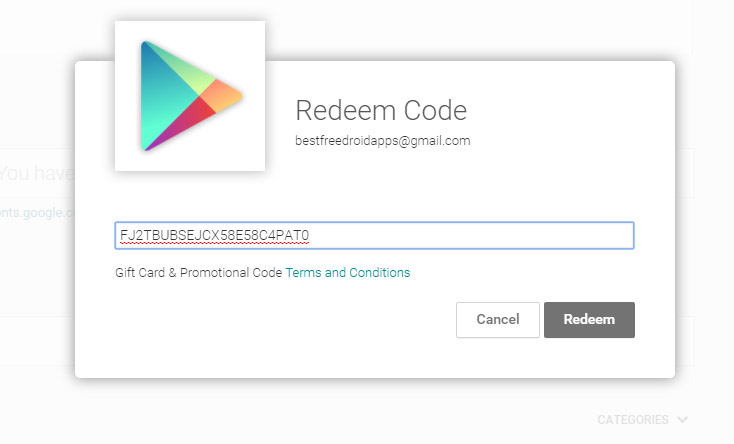 Redeem Code
bestfreedroidapps@gmail.com
You have
ents.google.c
FJ2TBUBSEJCX58E58C4PAT0
Gift Card & Promotional Code Terms and Conditions
Cancel Redeem
CATEGORIES